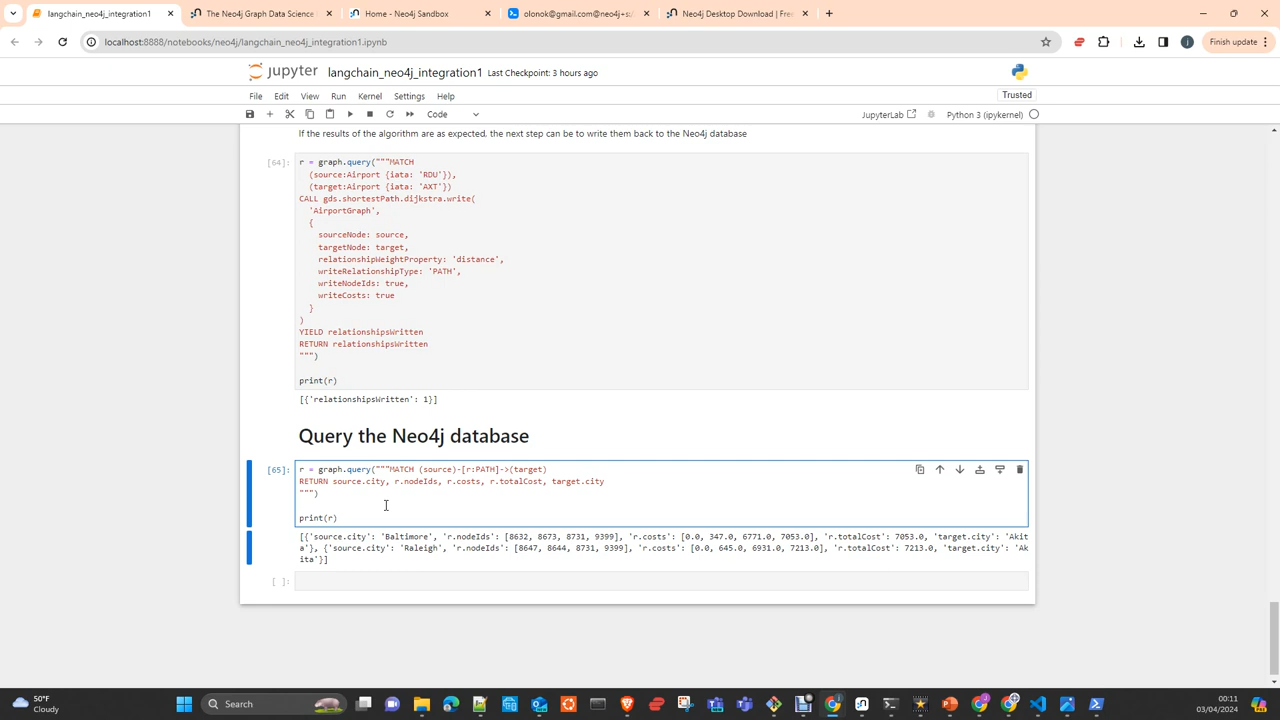 langchain_neo4j_integration1
The Neo4j Graph Data Science
Home - Neo4j Sandbox
olonok@gmail.com@neo4j+s:/
Neo4j Desktop Download | Fre
localhost:8888/notebooks/neo4j/langchain_neo4j_integration1.ipynb
Finish update
jupyter
langchain_neo4j_integration1 Last Checkpoint: 3 hours ago
File Edit View Run Kernel Settings Help
Trusted
Code
JupyterLab
Python 3 (ipykernel)
If the results of the algorithm are as expected. the next step can be to write them back to the Neo4j database
[64]:
r = graph.query("""MATCH
(source:Airport {iata: 'RDU'}),
(target:Airport {iata: 'AXT'})
CALL gds.shortestPath.dijkstra.write(
'AirportGraph',
{
sourceNode: source,
targetNode: target,
relationshipWeightProperty: 'distance',
writeRelationshipType: 'PATH',
writeNodeIds: true,
writeCosts: true
}
)
YIELD relationshipsWritten
RETURN relationshipsWritten
""")
print(r)
[{'relationshipsWritten': 1}]
Query the Neo4j database
[65]:
r = graph.query("""MATCH (source)-[r:PATH]->(target)
RETURN source.city, r.nodeIds, r.costs, r.totalCost, target.city
""")
print(r)
[{'source.city': 'Baltimore', 'r.nodeIds': [8632, 8673, 8731, 9399], 'r.costs': [0.0, 347.0, 6771.0, 7053.0], 'r.totalCost': 7053.0, 'target.city': 'Akit
a'}, {'source.city': 'Raleigh', 'r.nodeIds': [8647, 8644, 8731, 9399], 'r.costs': [0.0, 645.0, 6931.0, 7213.0], 'r.totalCost': 7213.0, 'target.city': 'Ak
ita'}]
[ ]:
50°F
Cloudy
Search
00:11
03/04/2024